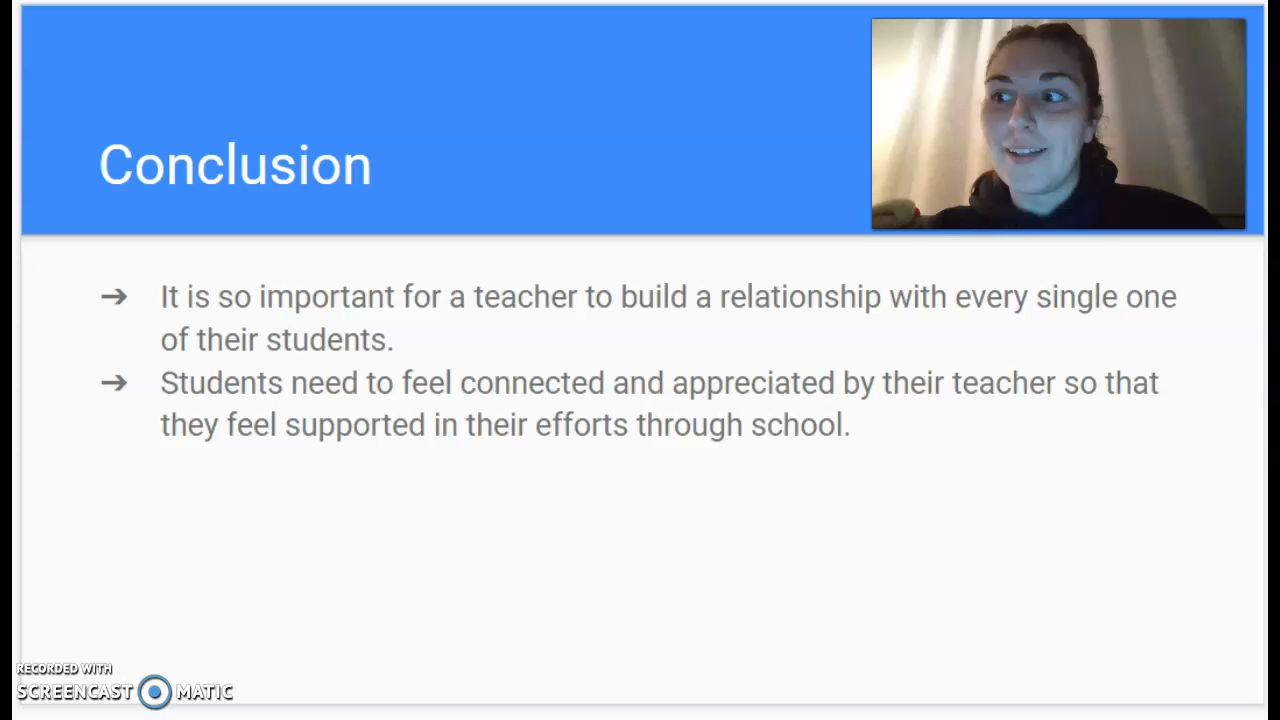 Conclusion
➔ It is so important for a teacher to build a relationship with every single one
of their students.
➔ Students need to feel connected and appreciated by their teacher so that
they feel supported in their efforts through school.
RECORDED WITH
SCREENCAST MATIC